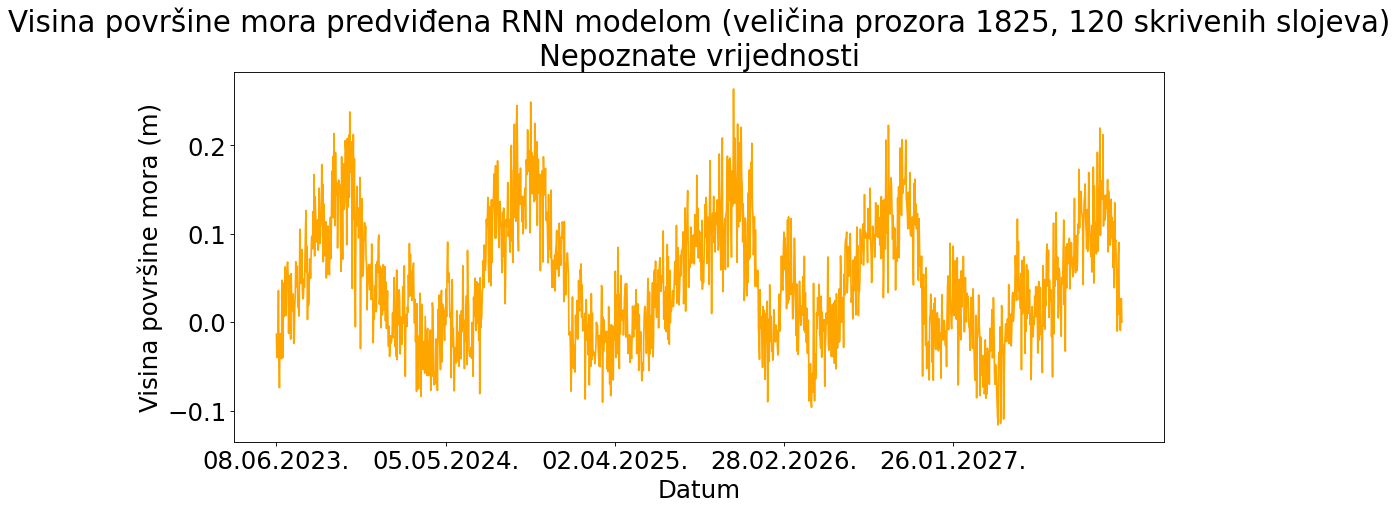 Visina površine mora predviđena RNN modelom (veličina prozora 1825, 120 skrivenih slojeva)
Nepoznate vrijednosti
Visina površine mora (m)
0.2
0.1
0.0
−0.1
08.06.2023. 05.05.2024. 02.04.2025. 28.02.2026. 26.01.2027.
Datum